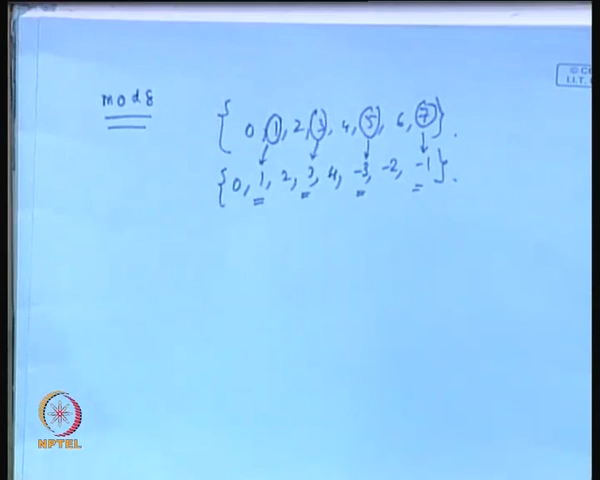 mod 8 { 0, 1, 2, 3, 4, 5, 6, 7 }.
{ 0, 1, 2, 3, 4, -3, -2, -1 }.
I.I.T.
NPTEL